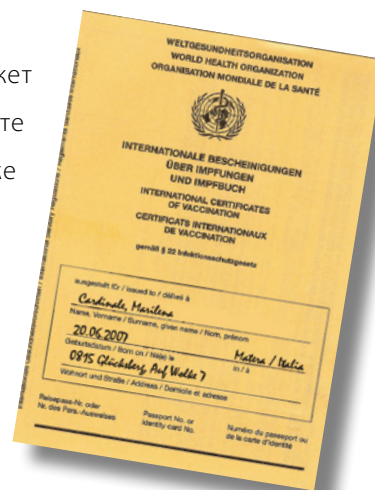 кет
те
ке
WELTGESUNDHEITSORGANISATION
WORLD HEALTH ORGANIZATION
ORGANISATION MONDIALE DE LA SANTÉ
INTERNATIONALE BESCHEINIGUNGEN
ÜBER IMPFUNGEN
UND IMPFBUCH
INTERNATIONAL CERTIFICATES
OF VACCINATION
CERTIFICATS INTERNATIONAUX
DE VACCINATION
gemäß § 22 Infektionsschutzgesetz
ausgestellt für / issued to / délivré à
Cardinale, Marilena
Name, Vorname / Surname, given name / Nom, prénom
20.06.2007 Matera / Italia
Geburtsdatum / Born on / Né(e) le in / à
0815 Glücksberg Auf Wolke 7
Wohnort und Straße / Address / Domicile et adresse
Reisepass-Nr. oder Passport No. or Numéro du passeport ou
Nr. des Pers.-Ausweises identity card No. de la carte d'identité